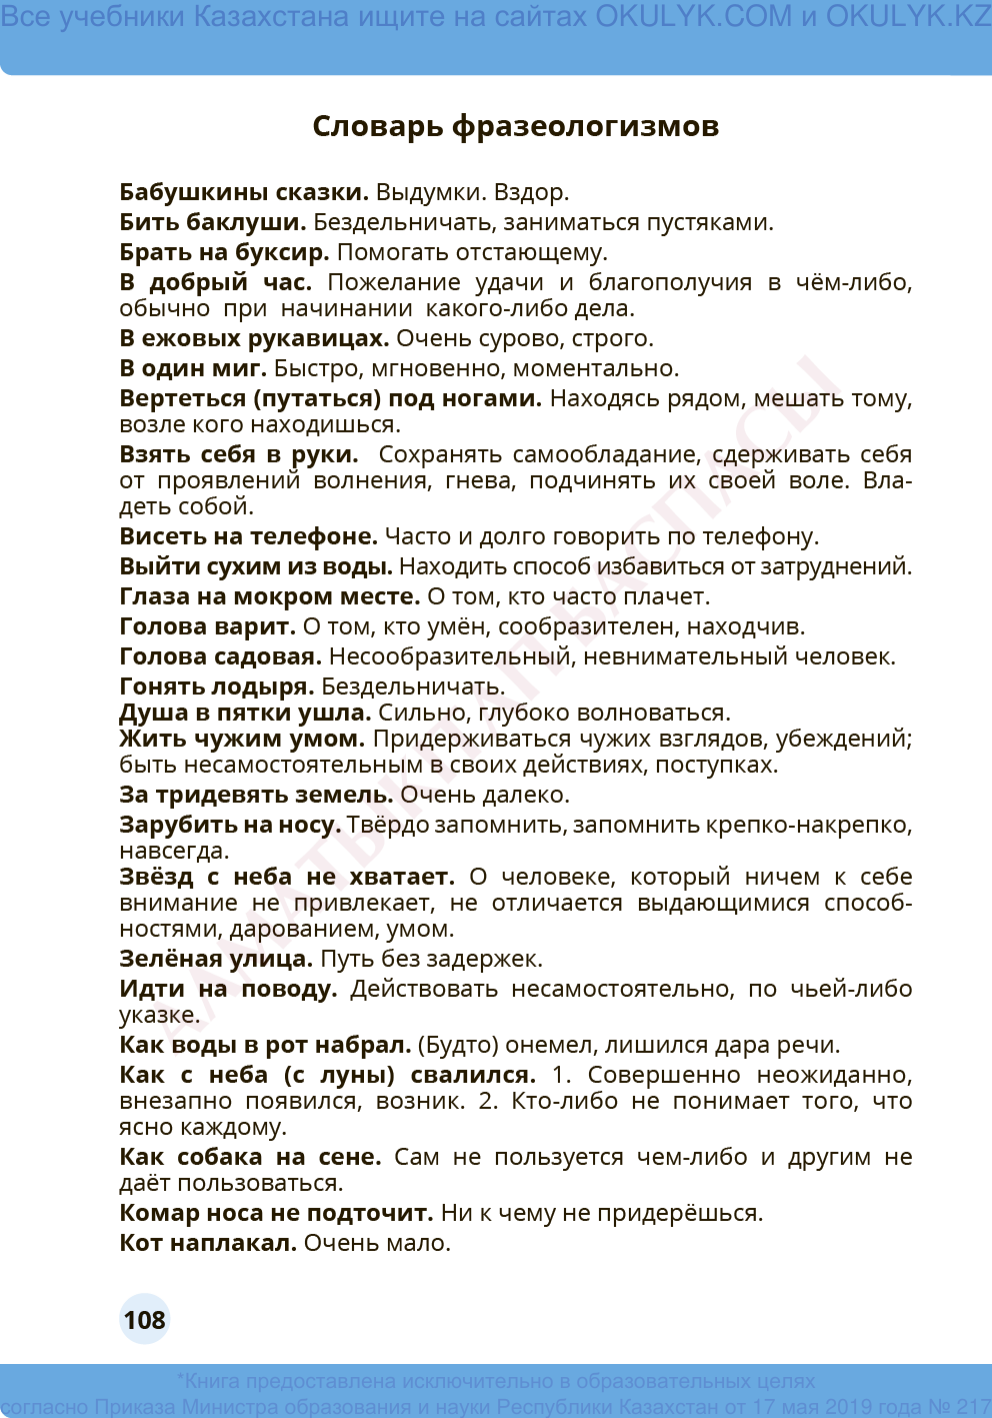 Все учебники Казахстана ищите на сайтах OKULYK.COM и OKULYK.KZ
Словарь фразеологизмов
Бабушкины сказки. Выдумки. Вздор.
Бить баклуши. Бездельничать, заниматься пустяками.
Брать на буксир. Помогать отстающему.
В добрый час. Пожелание удачи и благополучия в чём-либо,
обычно при начинании какого-либо дела.
В ежовых рукавицах. Очень сурово, строго.
В один миг. Быстро, мгновенно, моментально.
Вертеться (путаться) под ногами. Находясь рядом, мешать тому,
возле кого находишься.
Взять себя в руки. Сохранять самообладание, сдерживать себя
от проявлений волнения, гнева, подчинять их своей воле. Вла-
деть собой.
Висеть на телефоне. Часто и долго говорить по телефону.
Выйти сухим из воды. Находить способ избавиться от затруднений.
Глаза на мокром месте. О том, кто часто плачет.
Голова варит. О том, кто умён, сообразителен, находчив.
Голова садовая. Несообразительный, невнимательный человек.
Гонять лодыря. Бездельничать.
Душа в пятки ушла. Сильно, глубоко волноваться.
Жить чужим умом. Придерживаться чужих взглядов, убеждений;
быть несамостоятельным в своих действиях, поступках.
За тридевять земель. Очень далеко.
Зарубить на носу. Твёрдо запомнить, запомнить крепко-накрепко,
навсегда.
Звёзд с неба не хватает. О человеке, который ничем к себе
внимание не привлекает, не отличается выдающимися способ-
ностями, дарованием, умом.
Зелёная улица. Путь без задержек.
Идти на поводу. Действовать несамостоятельно, по чьей-либо
указке.
Как воды в рот набрал. (Будто) онемел, лишился дара речи.
Как с неба (с луны) свалился. 1. Совершенно неожиданно,
внезапно появился, возник. 2. Кто-либо не понимает того, что
ясно каждому.
Как собака на сене. Сам не пользуется чем-либо и другим не
даёт пользоваться.
Комар носа не подточит. Ни к чему не придерёшься.
Кот наплакал. Очень мало.
108
*Книга предоставлена исключительно в образовательных целях
согласно Приказа Министра образования и науки Республики Казахстан от 17 мая 2019 года № 217